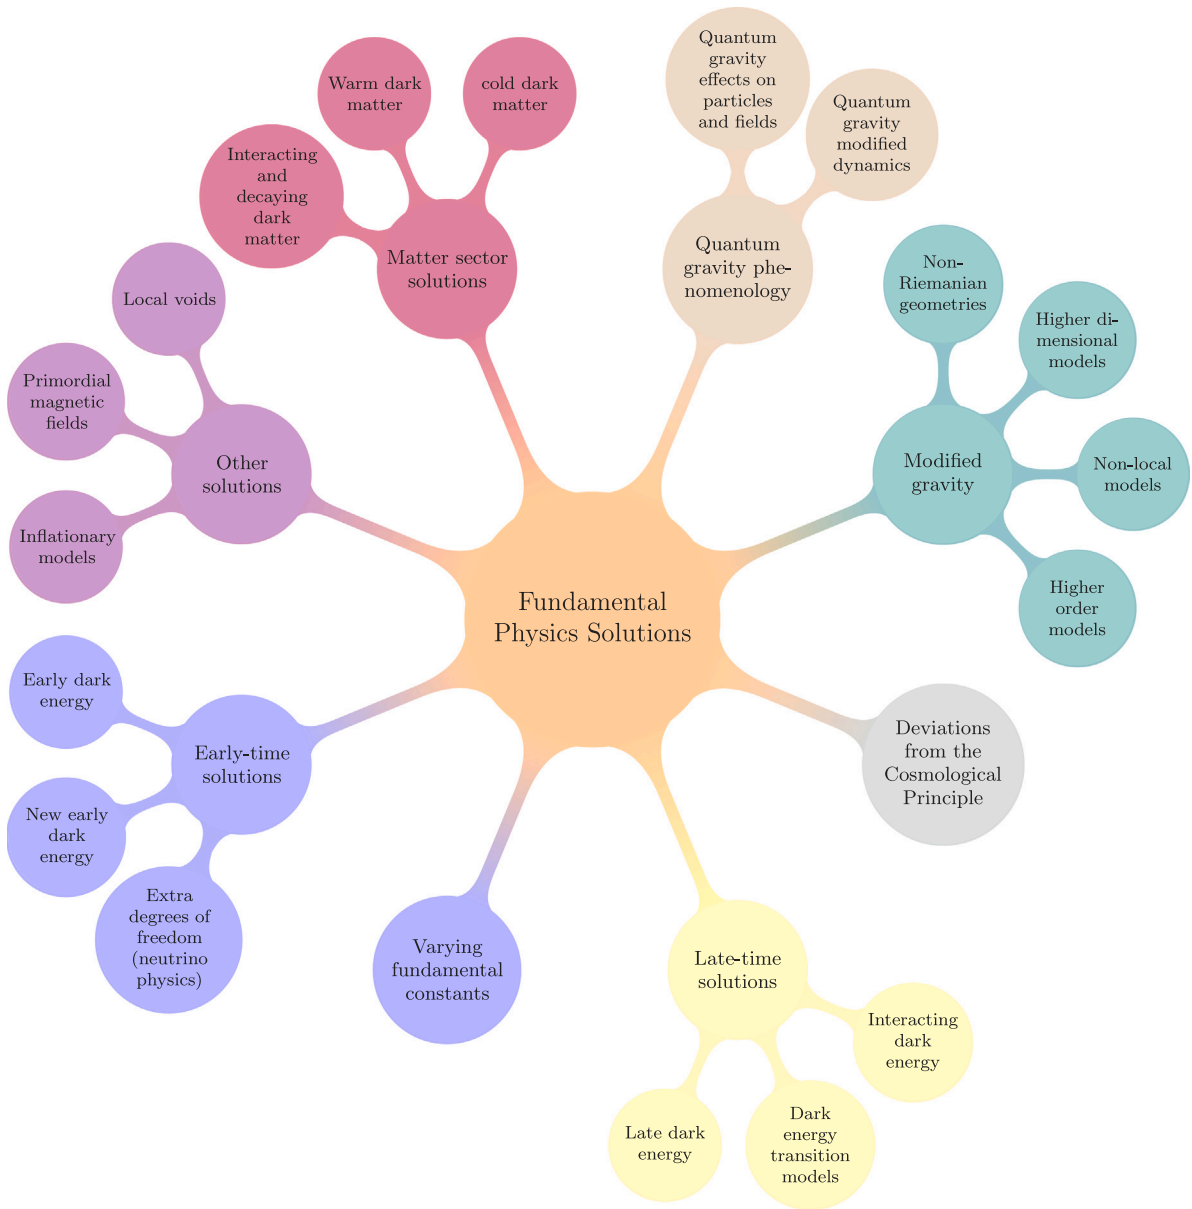 Fundamental
Physics Solutions
Quantum
gravity phe-
nomenology
Quantum
gravity
effects on
particles
and fields
Quantum
gravity
modified
dynamics
Modified
gravity
Non-
Riemanian
geometries
Higher di-
mensional
models
Non-local
models
Higher
order
models
Deviations
from the
Cosmological
Principle
Late-time
solutions
Interacting
dark
energy
Dark
energy
transition
models
Late dark
energy
Varying
fundamental
constants
Early-time
solutions
Extra
degrees of
freedom
(neutrino
physics)
New early
dark
energy
Early dark
energy
Other
solutions
Inflationary
models
Primordial
magnetic
fields
Local voids
Matter sector
solutions
Interacting
and
decaying
dark
matter
Warm dark
matter
cold dark
matter